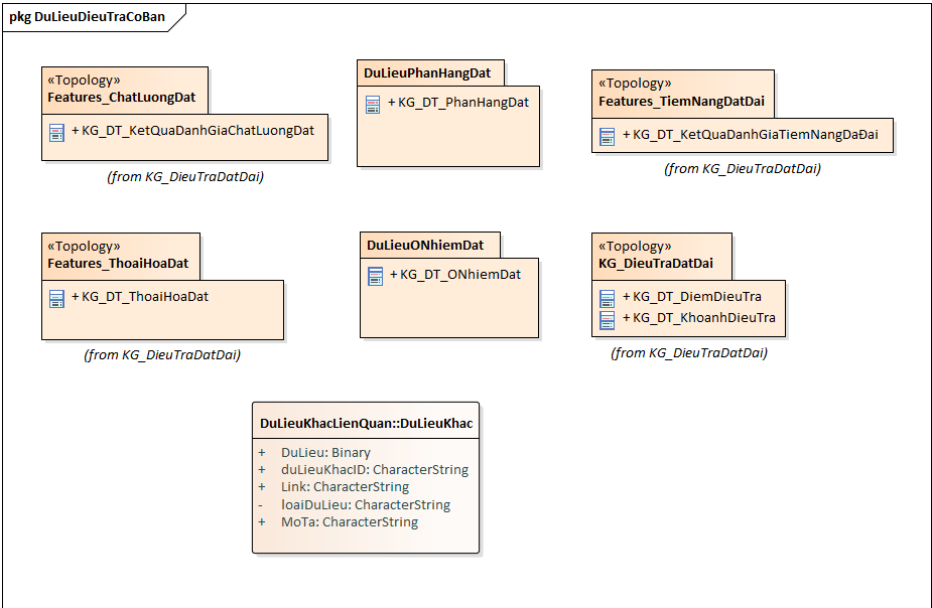 pkg DuLieuDieuTraCoBan
«Topology»
Features_ChatLuongDat
+ KG_DT_KetQuaDanhGiaChatLuongDat
(from KG_DieuTraDatDai)
DuLieuPhanHangDat
+ KG_DT_PhanHangDat
«Topology»
Features_TiemNangDatDai
+ KG_DT_KetQuaDanhGiaTiemNangDaĐai
(from KG_DieuTraDatDai)
«Topology»
Features_ThoaiHoaDat
+ KG_DT_ThoaiHoaDat
(from KG_DieuTraDatDai)
DuLieuONhiemDat
+ KG_DT_ONhiemDat
«Topology»
KG_DieuTraDatDai
+ KG_DT_DiemDieuTra
+ KG_DT_KhoanhDieuTra
(from KG_DieuTraDatDai)
DuLieuKhacLienQuan::DuLieuKhac
+ DuLieu: Binary
+ duLieuKhacID: CharacterString
+ Link: CharacterString
- loaiDuLieu: CharacterString
+ MoTa: CharacterString